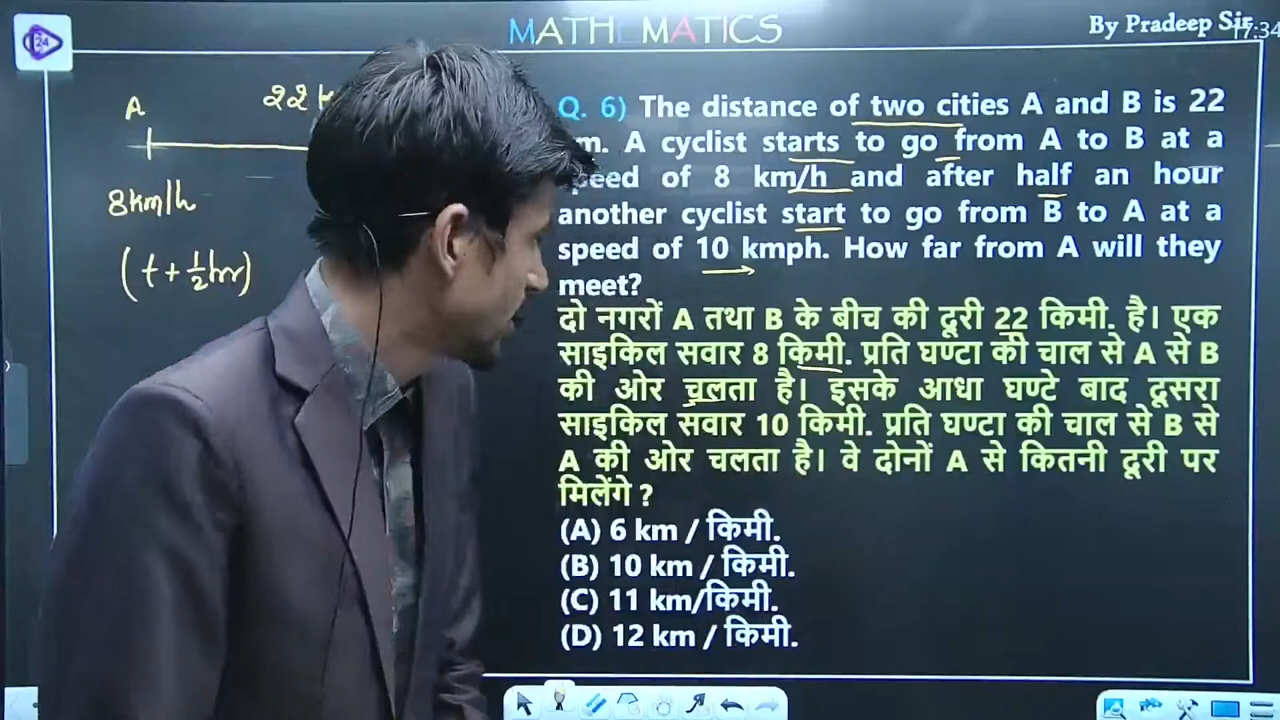 MATHEMATICS
By Pradeep Sir
17:34
24
A
22
8km/h
(t + 1/2 hr)
Q. 6) The distance of two cities A and B is 22
A cyclist starts to go from A to B at a
speed of 8 km/h and after half an hour
another cyclist start to go from B to A at a
speed of 10 kmph. How far from A will they
meet?
दो नगरों A तथा B के बीच की दूरी 22 किमी. है। एक
साइकिल सवार 8 किमी. प्रति घण्टा की चाल से A से B
की ओर चलता है। इसके आधा घण्टे बाद दूसरा
साइकिल सवार 10 किमी. प्रति घण्टा की चाल से B से
A की ओर चलता है। वे दोनों A से कितनी दूरी पर
मिलेंगे ?
(A) 6 km / किमी.
(B) 10 km / किमी.
(C) 11 km/किमी.
(D) 12 km / किमी.